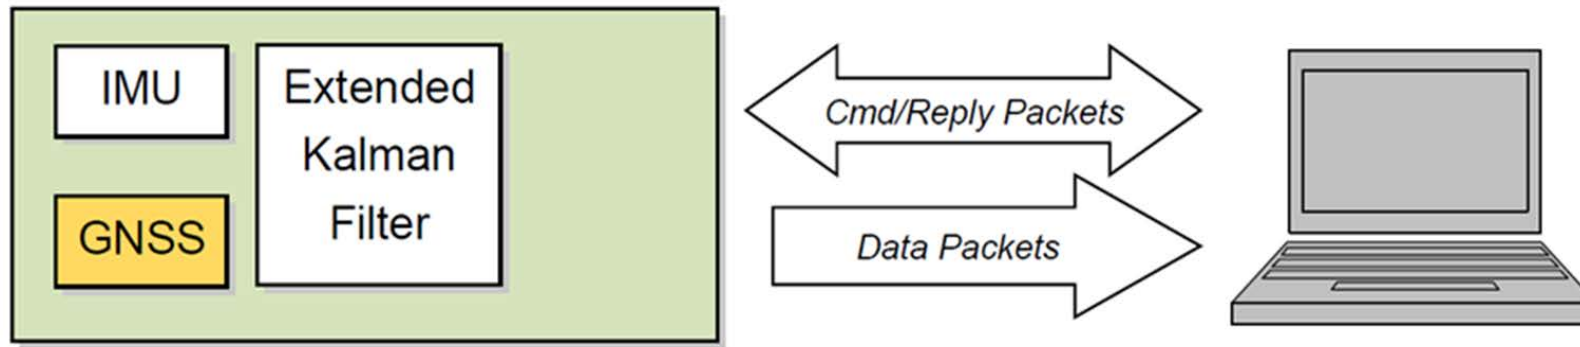 IMU
GNSS
Extended
Kalman
Filter
Cmd/Reply Packets
Data Packets